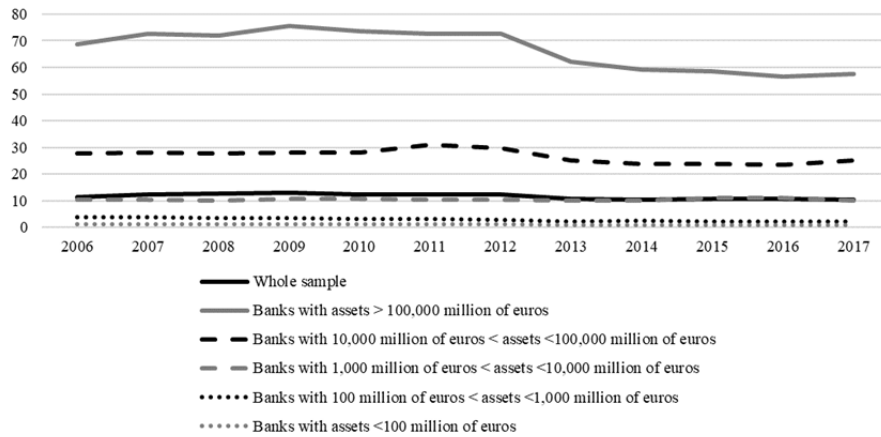 80
70
60
50
40
30
20
10
0
2006 2007 2008 2009 2010 2011 2012 2013 2014 2015 2016 2017
Whole sample
Banks with assets > 100,000 million of euros
Banks with 10,000 million of euros < assets <100,000 million of euros
Banks with 1,000 million of euros < assets <10,000 million of euros
Banks with 100 million of euros < assets <1,000 million of euros
Banks with assets <100 million of euros